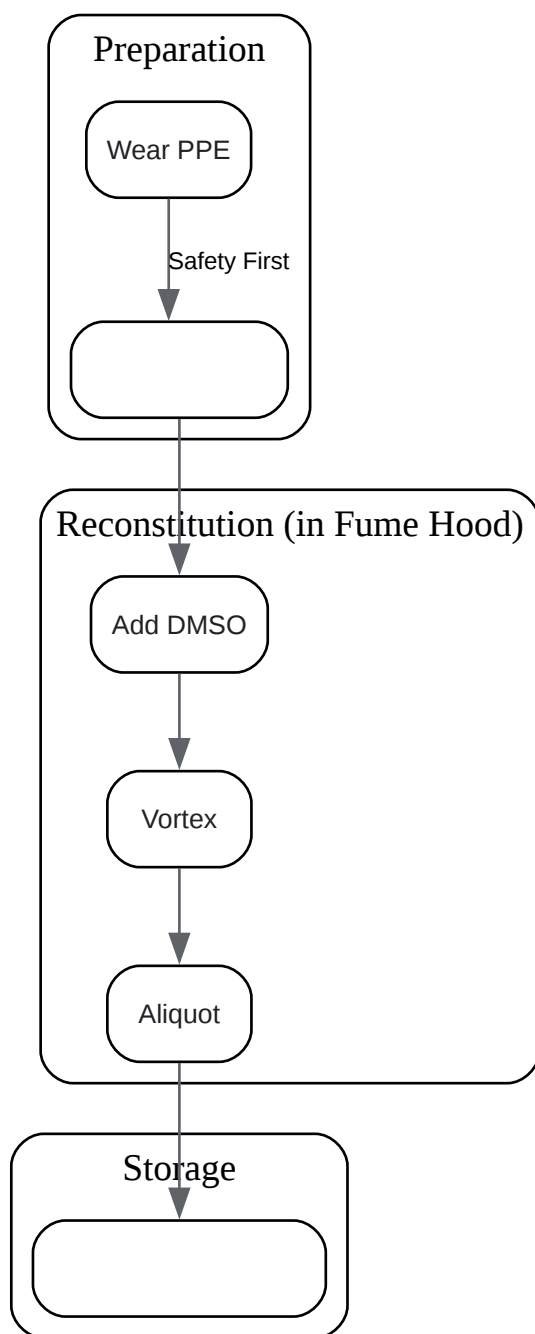 Preparation
Wear PPE
Safety First
Reconstitution (in Fume Hood)
Add DMSO
Vortex
Aliquot
Storage